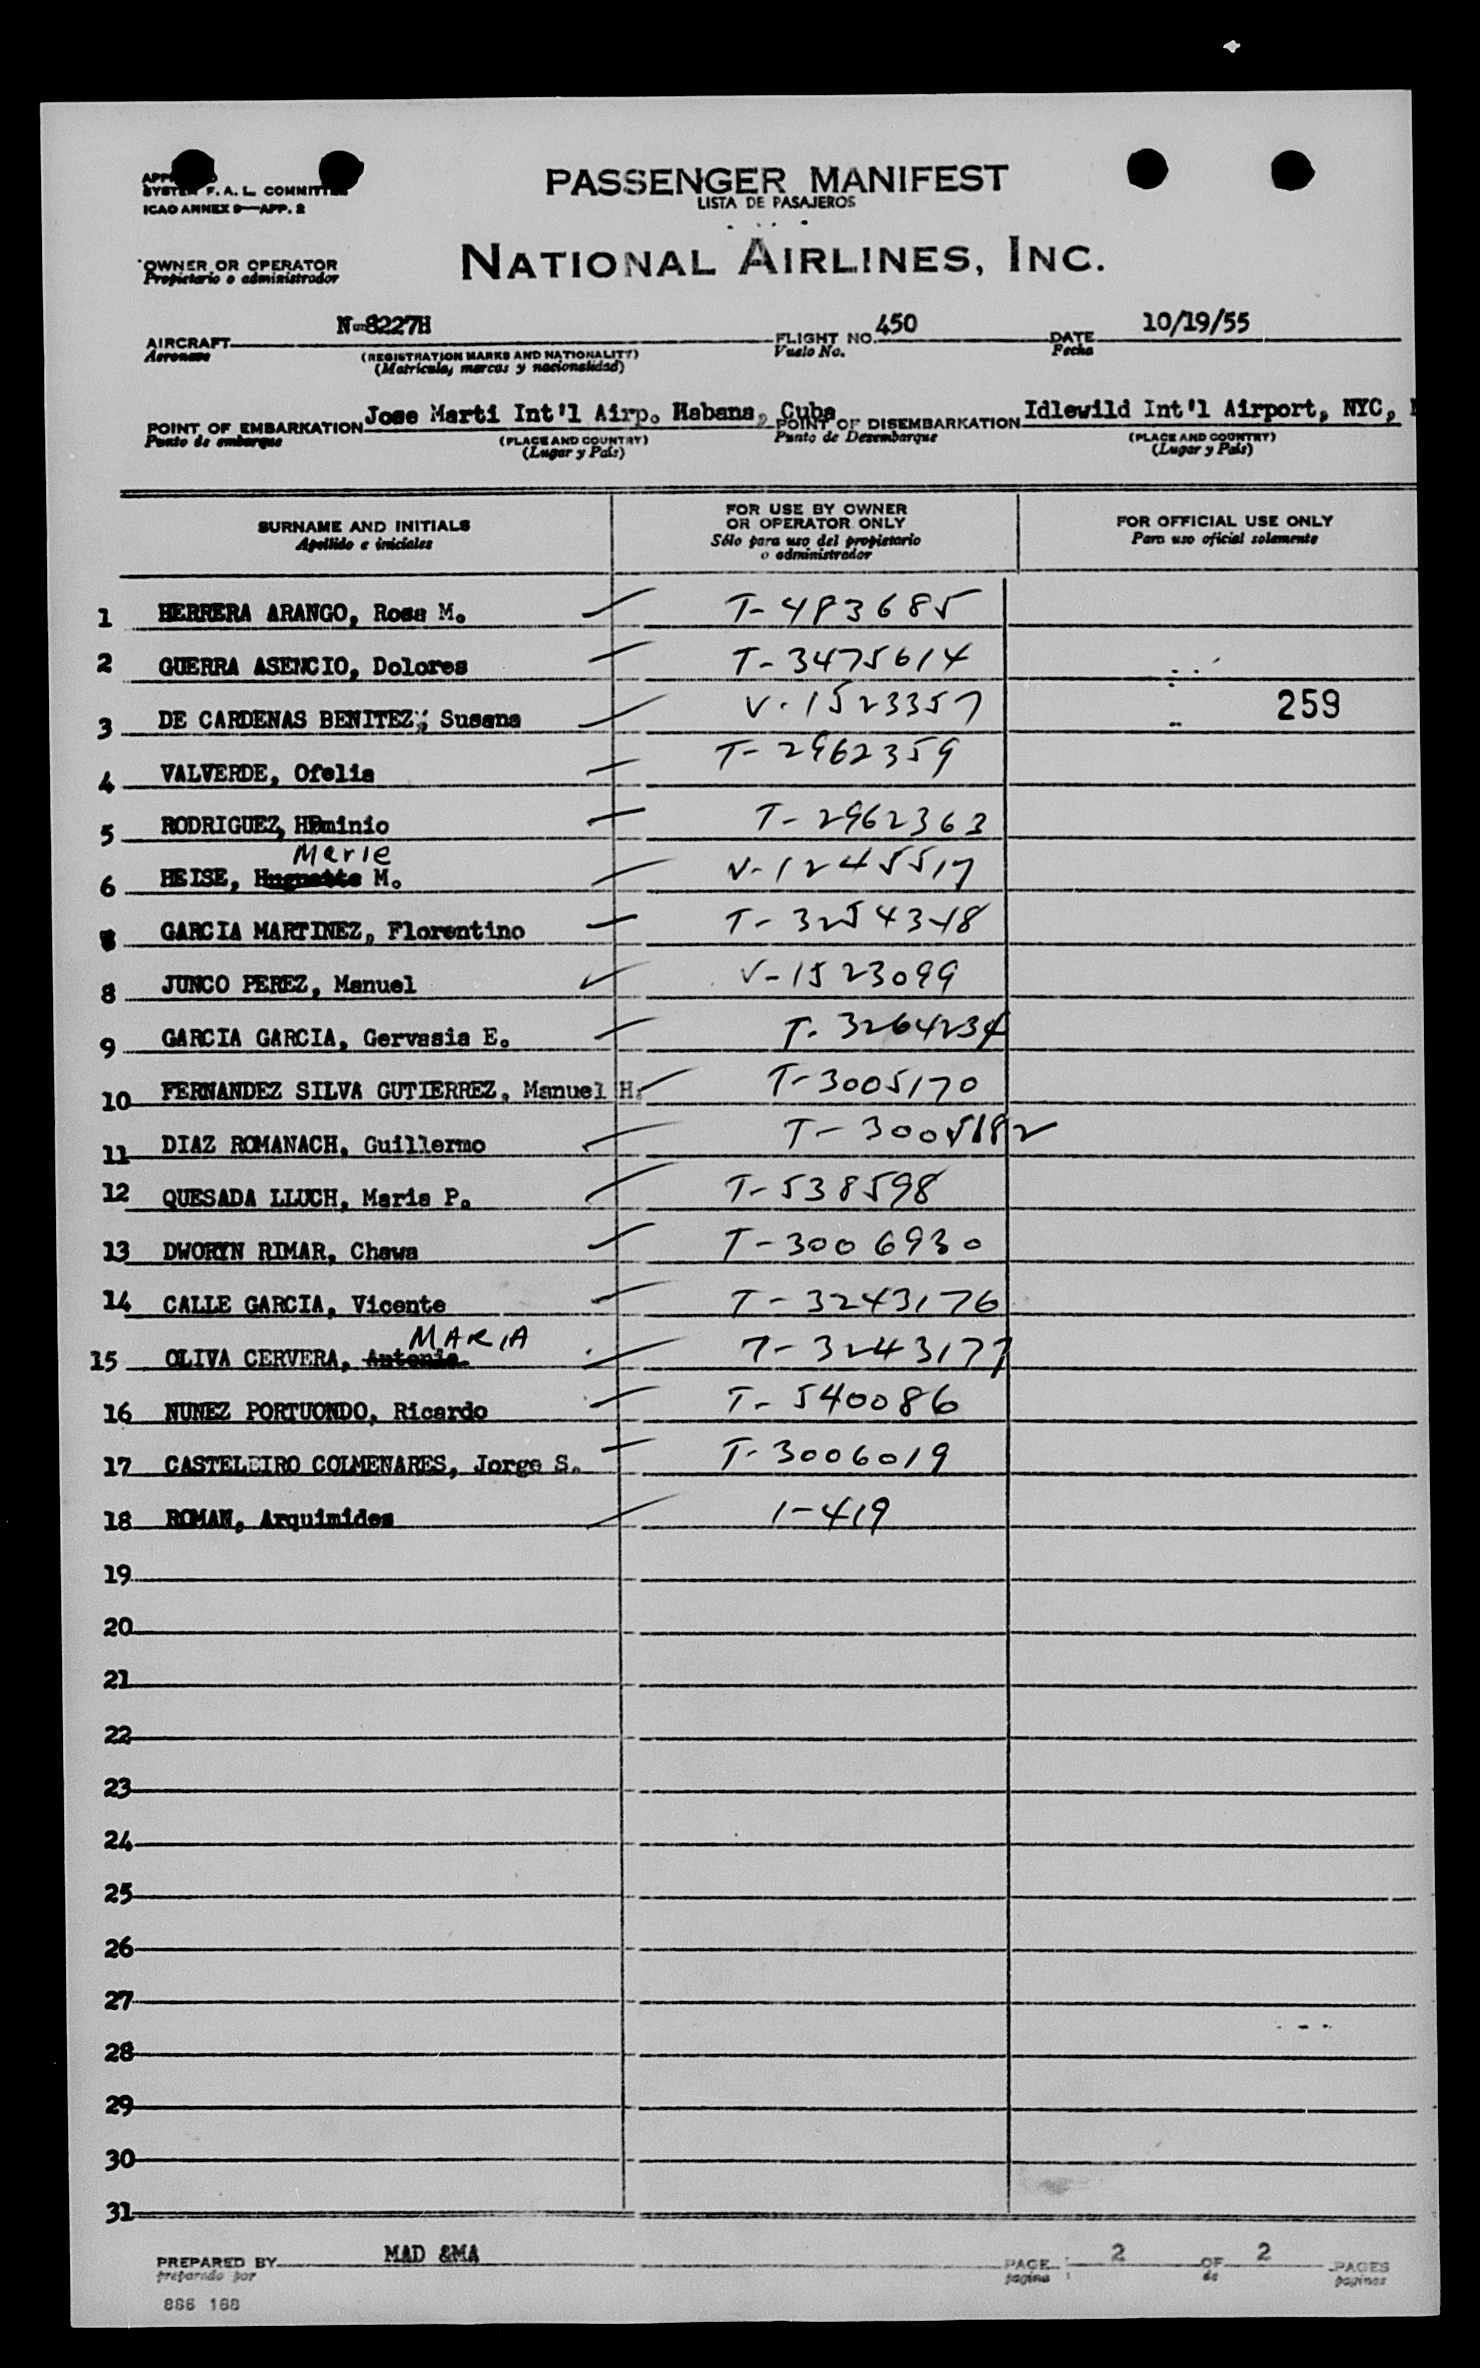 SYSTEM F. A. L. COMMITTEE
ICAO ANNEX 9—APP. 2
PASSENGER MANIFEST
LISTA DE PASAJEROS
OWNER OR OPERATOR
Propietario o administrador
NATIONAL AIRLINES, INC.
AIRCRAFT N-8227H FLIGHT NO. 450 DATE 10/19/55
Aeronave (REGISTRATION MARKS AND NATIONALITY) Vuelo No. Fecha
(Matricula, marcas y nacionalidad)
POINT OF EMBARKATION Jose Marti Int'l Airp. Habana, Cuba POINT OF DISEMBARKATION Idlewild Int'l Airport, NYC,
Punto de embarque (PLACE AND COUNTRY) Punto de Desembarque (PLACE AND COUNTRY)
(Lugar y País) (Lugar y País)
SURNAME AND INITIALS
Apellido e iniciales
FOR USE BY OWNER
OR OPERATOR ONLY
Sólo para uso del propietario
o administrador
FOR OFFICIAL USE ONLY
Para uso oficial solamente
1 HERRERA ARANGO, Rosa M. T-483685
2 GUERRA ASENCIO, Dolores T-3475614
3 DE CARDENAS BENITEZ, Susana V-1523357 259
4 VALVERDE, Ofelia T-2962359
5 RODRIGUEZ, Heminio T-2962363
Marie
6 HEISE, Huguette M. V-1245517
GARCIA MARTINEZ, Florentino T-3254348
8 JUNCO PEREZ, Manuel V-1523099
9 GARCIA GARCIA, Gervasia E. T-3264234
10 FERNANDEZ SILVA GUTIERREZ, Manuel H. T-3005170
11 DIAZ ROMANACH, Guillermo T-3005182
12 QUESADA LLUCH, Maria P. T-538598
13 DWORYN RIMAR, Chawa T-3006930
14 CALLE GARCIA, Vicente T-3243176
MARIA
15 OLIVA CERVERA, Antonia T-3243177
16 NUNEZ PORTUONDO, Ricardo T-540086
17 CASTELEIRO COLMENARES, Jorge S. T-3006019
18 ROMAN, Arquimides 1-419
19
20
21
22
23
24
25
26
27
28
29
30
31
PREPARED BY MAD &MA PAGE 2 OF 2 PAGES
preparado por pagina de paginas
886 168